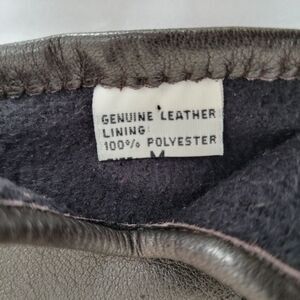 GENUINE LEATHER
LINING:
100% POLYESTER
M